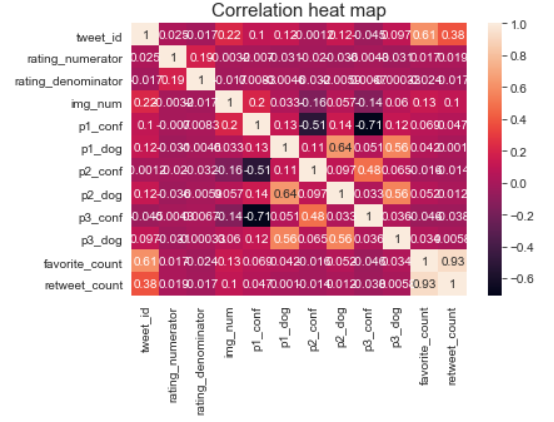 Correlation heat map
tweet_id 1 0.025 -0.017 0.22 0.1 0.12 0.0012 0.12 -0.045 0.097 0.61 0.38
rating_numerator 0.025 1 0.19 -0.0032 -0.007 -0.031 -0.02 -0.036 -0.0043 -0.031 0.017 0.019
rating_denominator -0.017 0.19 1 -0.017 0.0083 0.0046 -0.032 -0.0059 0.0067 0.00033 -0.024 -0.017
img_num 0.22 -0.0032 -0.017 1 0.2 0.033 -0.16 0.057 -0.14 0.06 0.13 0.1
p1_conf 0.1 -0.007 0.0083 0.2 1 0.13 -0.51 0.14 -0.71 0.12 0.069 0.047
p1_dog 0.12 -0.031 0.0046 0.033 0.13 1 0.11 0.64 0.051 0.56 0.042 0.001
p2_conf 0.0012 -0.02 -0.032 -0.16 -0.51 0.11 1 0.097 0.48 0.065 -0.016 -0.014
p2_dog 0.12 -0.036 0.0059 0.057 0.14 0.64 0.097 1 0.033 0.56 0.052 0.012
p3_conf -0.045 -0.0043 0.0067 -0.14 -0.71 0.051 0.48 0.033 1 0.036 -0.046 -0.038
p3_dog 0.097 -0.031 0.00033 0.06 0.12 0.56 0.065 0.56 0.036 1 0.034 0.0058
favorite_count 0.61 0.017 -0.024 0.13 0.069 0.042 -0.016 0.052 -0.046 0.034 1 0.93
retweet_count 0.38 0.019 -0.017 0.1 0.047 0.001 -0.014 0.012 -0.038 0.0058 0.93 1
tweet_id
rating_numerator
rating_denominator
img_num
p1_conf
p1_dog
p2_conf
p2_dog
p3_conf
p3_dog
favorite_count
retweet_count
1.0
0.8
0.6
0.4
0.2
0.0
-0.2
-0.4
-0.6